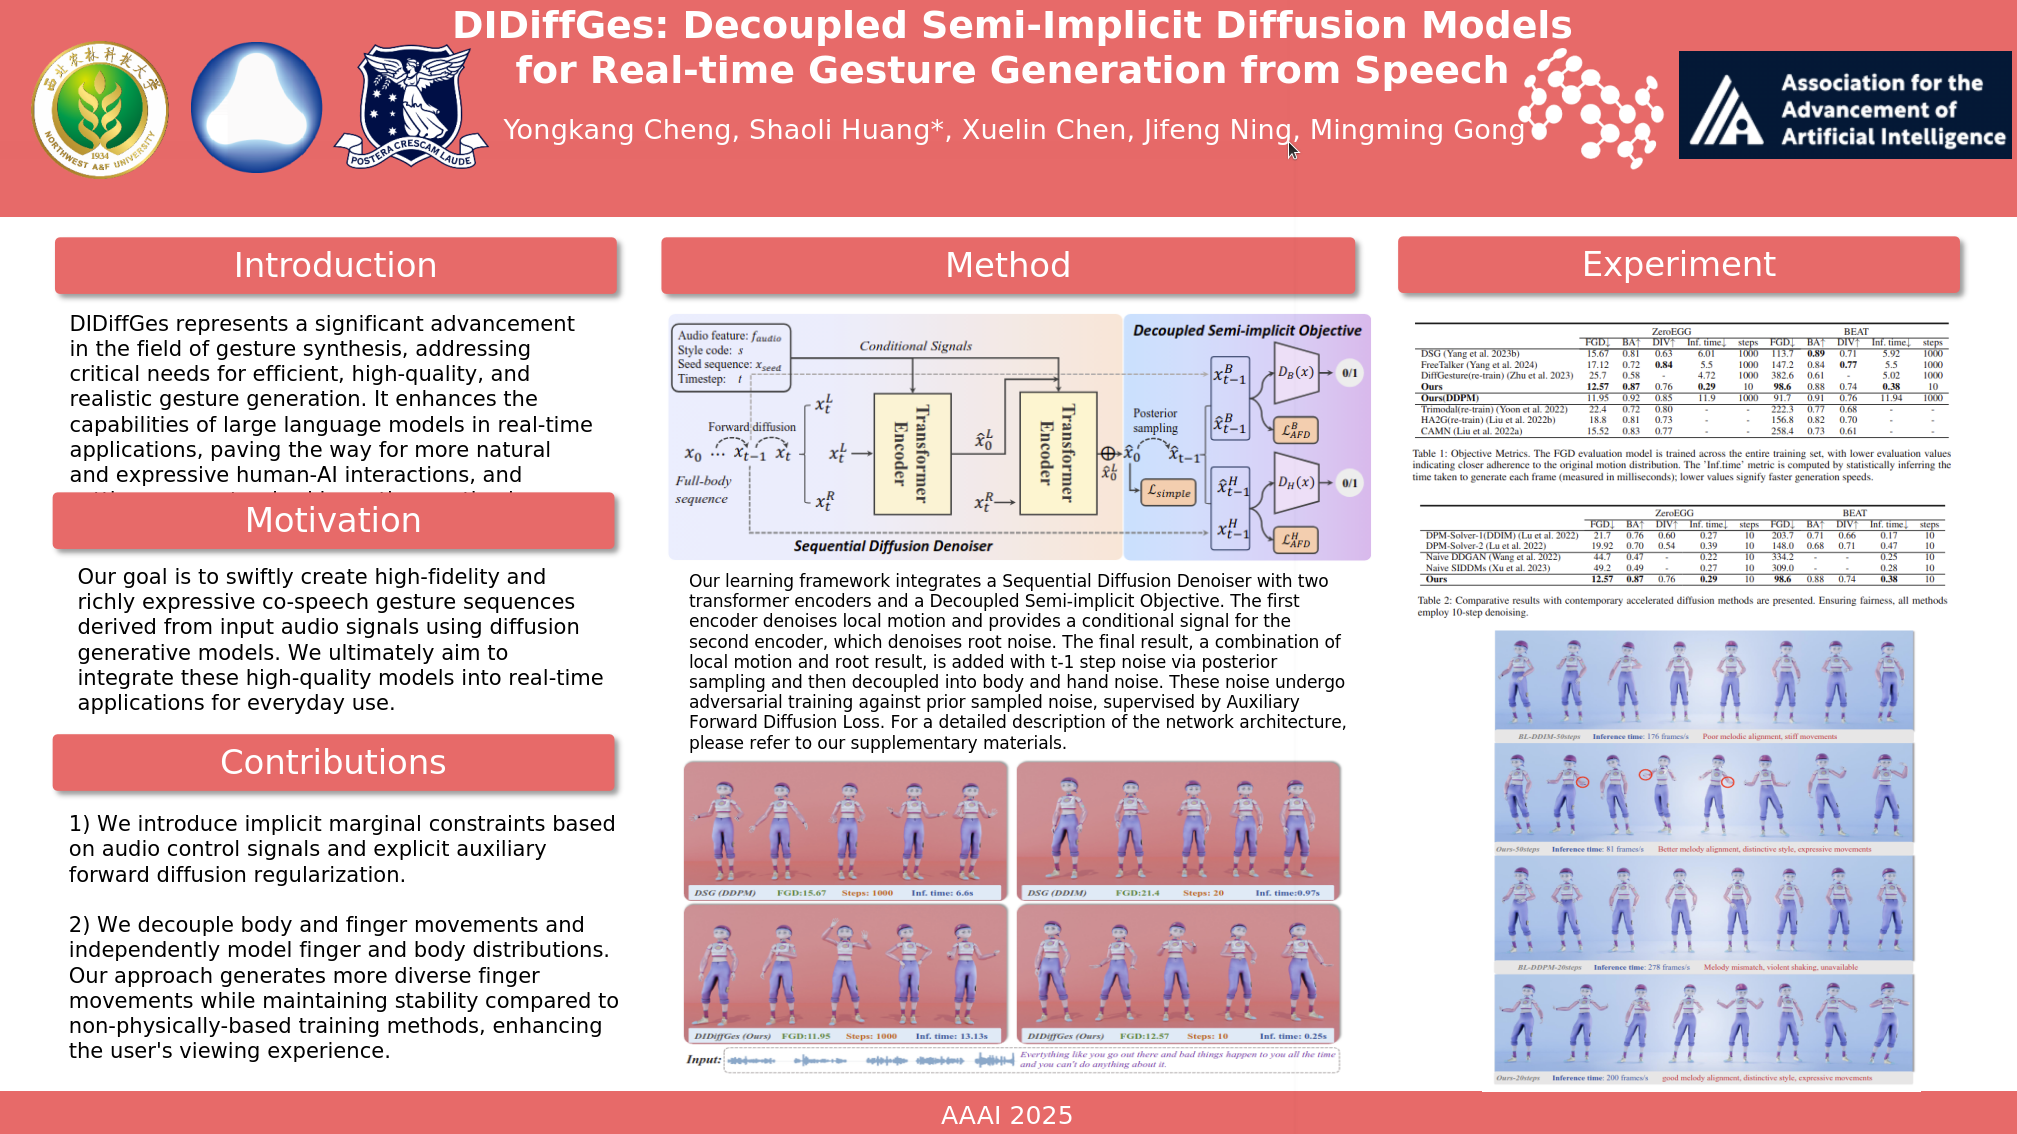 DIDiffGes: Decoupled Semi-Implicit Diffusion Models
for Real-time Gesture Generation from Speech
Yongkang Cheng, Shaoli Huang*, Xuelin Chen, Jifeng Ning, Mingming Gong
西北农林科技大学
1934
NORTHWEST A&F UNIVERSITY
POSTERA CRESCAM LAUDE
Association for the
Advancement of
Artificial Intelligence
Introduction
DIDiffGes represents a significant advancement
in the field of gesture synthesis, addressing
critical needs for efficient, high-quality, and
realistic gesture generation. It enhances the
capabilities of large language models in real-time
applications, paving the way for more natural
and expressive human-AI interactions, and
Motivation
Our goal is to swiftly create high-fidelity and
richly expressive co-speech gesture sequences
derived from input audio signals using diffusion
generative models. We ultimately aim to
integrate these high-quality models into real-time
applications for everyday use.
Contributions
1) We introduce implicit marginal constraints based
on audio control signals and explicit auxiliary
forward diffusion regularization.
2) We decouple body and finger movements and
independently model finger and body distributions.
Our approach generates more diverse finger
movements while maintaining stability compared to
non-physically-based training methods, enhancing
the user's viewing experience.
Method
Audio feature: f_audio
Style code: s
Seed sequence: x_seed
Timestep: t
Conditional Signals
Decoupled Semi-implicit Objective
Forward diffusion
x_0 ... x_t−1 x_t
Full-body
sequence
x_t^L
x_t^L
x_t^R
Transformer
Encoder
x̂_0^L
x_t^R
Transformer
Encoder
⊕
x̂_0^L
x̂_0
Posterior
sampling
x̂_t−1
ℒ_simple
x_t−1^B
x̂_t−1^B
D_B(x)
0/1
ℒ_AFD^B
x̂_t−1^H
x_t−1^H
D_H(x)
0/1
ℒ_AFD^H
Sequential Diffusion Denoiser
Our learning framework integrates a Sequential Diffusion Denoiser with two
transformer encoders and a Decoupled Semi-implicit Objective. The first
encoder denoises local motion and provides a conditional signal for the
second encoder, which denoises root noise. The final result, a combination of
local motion and root result, is added with t-1 step noise via posterior
sampling and then decoupled into body and hand noise. These noise undergo
adversarial training against prior sampled noise, supervised by Auxiliary
Forward Diffusion Loss. For a detailed description of the network architecture,
please refer to our supplementary materials.
DSG (DDPM) FGD:15.67 Steps: 1000 Inf. time: 6.6s
DSG (DDIM) FGD:21.4 Steps: 20 Inf. time:0.97s
DIDiffGes (Ours) FGD:11.95 Steps: 1000 Inf. time: 13.13s
DIDiffGes (Ours) FGD:12.57 Steps: 10 Inf. time: 0.25s
Input:
Everything like you go out there and bad things happen to you all the time
and you can't do anything about it.
Experiment
ZeroEGG BEAT
FGD↓ BA↑ DIV↑ Inf. time↓ steps FGD↓ BA↑ DIV↑ Inf. time↓ steps
DSG (Yang et al. 2023b) 15.67 0.81 0.63 6.01 1000 113.7 0.89 0.71 5.92 1000
FreeTalker (Yang et al. 2024) 17.12 0.72 0.84 5.5 1000 147.2 0.84 0.77 5.5 1000
DiffGesture(re-train) (Zhu et al. 2023) 25.7 0.58 - 4.72 1000 382.6 0.61 - 5.02 1000
Ours 12.57 0.87 0.76 0.29 10 98.6 0.88 0.74 0.38 10
Ours(DDPM) 11.95 0.92 0.85 11.9 1000 91.7 0.91 0.76 11.94 1000
Trimodal(re-train) (Yoon et al. 2022) 22.4 0.72 0.80 - - 222.3 0.77 0.68 - -
HA2G(re-train) (Liu et al. 2022b) 18.8 0.81 0.73 - - 156.8 0.82 0.70 - -
CAMN (Liu et al. 2022a) 15.52 0.83 0.77 - - 258.4 0.73 0.61 - -
Table 1: Objective Metrics. The FGD evaluation model is trained across the entire training set, with lower evaluation values
indicating closer adherence to the original motion distribution. The 'Inf.time' metric is computed by statistically inferring the
time taken to generate each frame (measured in milliseconds); lower values signify faster generation speeds.
ZeroEGG BEAT
FGD↓ BA↑ DIV↑ Inf. time↓ steps FGD↓ BA↑ DIV↑ Inf. time↓ steps
DPM-Solver-1(DDIM) (Lu et al. 2022) 21.7 0.76 0.60 0.27 10 203.7 0.71 0.66 0.17 10
DPM-Solver-2 (Lu et al. 2022) 19.92 0.70 0.54 0.39 10 148.0 0.68 0.71 0.47 10
Naive DDGAN (Wang et al. 2022) 44.7 0.47 - 0.22 10 334.2 - - 0.25 10
Naive SIDDMs (Xu et al. 2023) 49.2 0.49 - 0.27 10 309.0 - - 0.28 10
Ours 12.57 0.87 0.76 0.29 10 98.6 0.88 0.74 0.38 10
Table 2: Comparative results with contemporary accelerated diffusion methods are presented. Ensuring fairness, all methods
employ 10-step denoising.
BL-DDIM-50steps Inference time: 176 frames/s Poor melodic alignment, stiff movements
Ours-50steps Inference time: 81 frames/s Better melody alignment, distinctive style, expressive movements
BL-DDPM-20steps Inference time: 278 frames/s Melody mismatch, violent shaking, unavailable
Ours-20steps Inference time: 200 frames/s good melody alignment, distinctive style, expressive movements
AAAI 2025